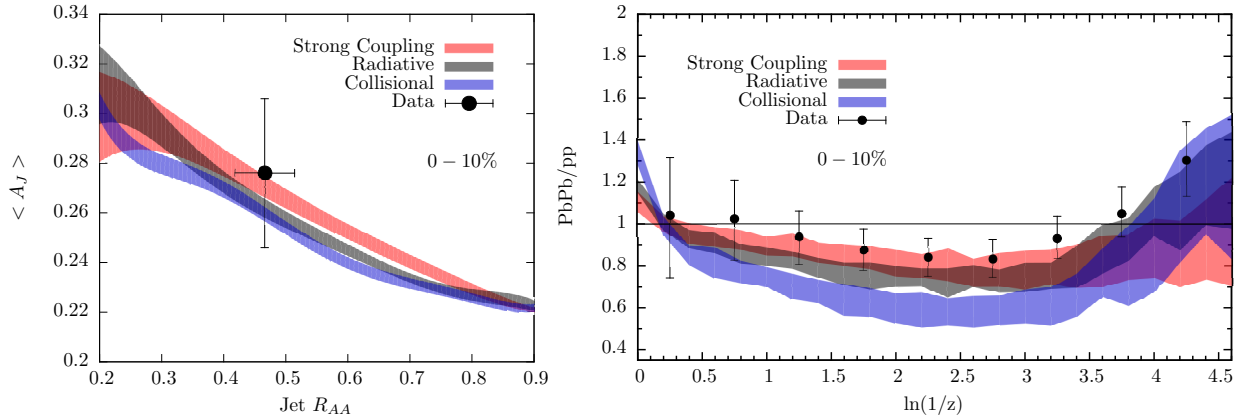 0.34
0.32
0.3
0.28
0.26
0.24
0.22
0.2
< A_J >
Strong Coupling
Radiative
Collisional
Data
0 − 10%
0.2 0.3 0.4 0.5 0.6 0.7 0.8 0.9
Jet R_AA
2
1.8
1.6
1.4
1.2
1
0.8
0.6
0.4
PbPb/pp
Strong Coupling
Radiative
Collisional
Data
0 − 10%
0 0.5 1 1.5 2 2.5 3 3.5 4 4.5
ln(1/z)